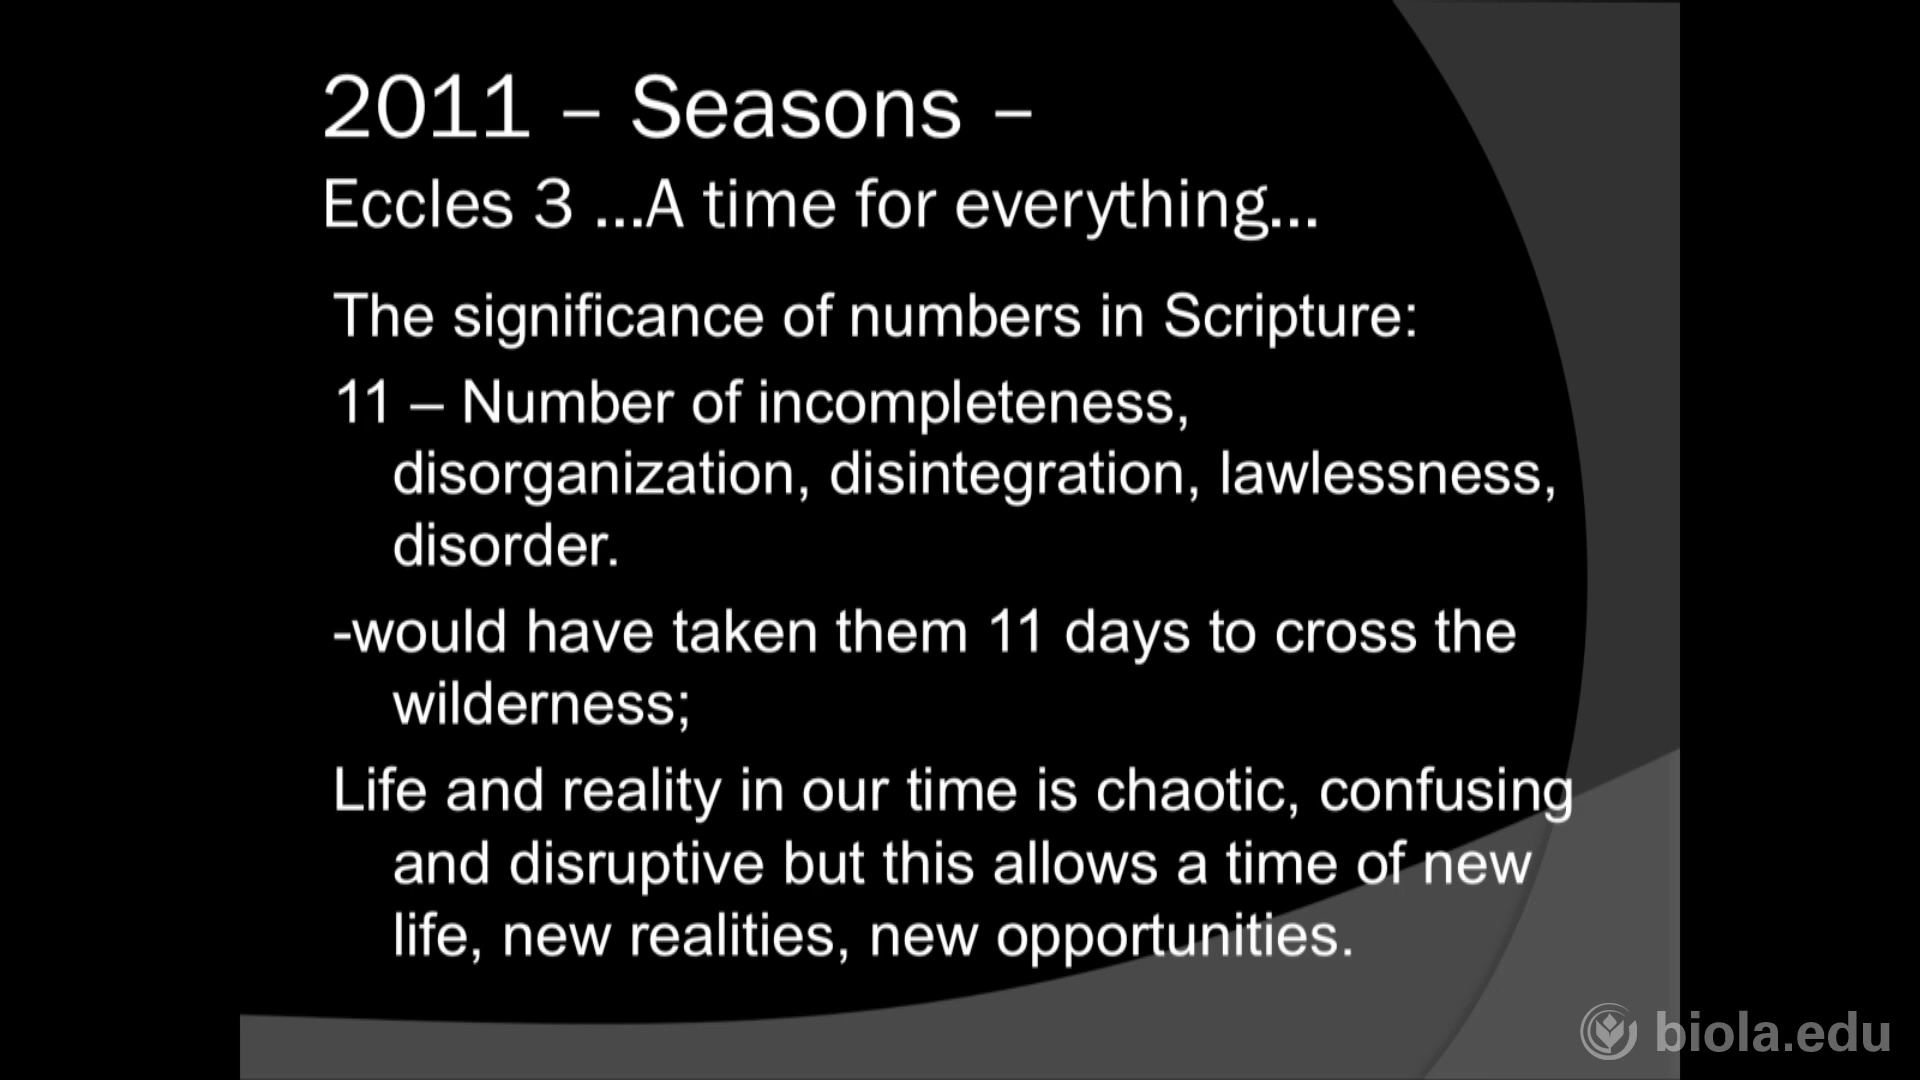 2011 – Seasons –
Eccles 3 ...A time for everything...
The significance of numbers in Scripture:
11 – Number of incompleteness,
disorganization, disintegration, lawlessness,
disorder.
-would have taken them 11 days to cross the
wilderness;
Life and reality in our time is chaotic, confusing
and disruptive but this allows a time of new
life, new realities, new opportunities.
biola.edu